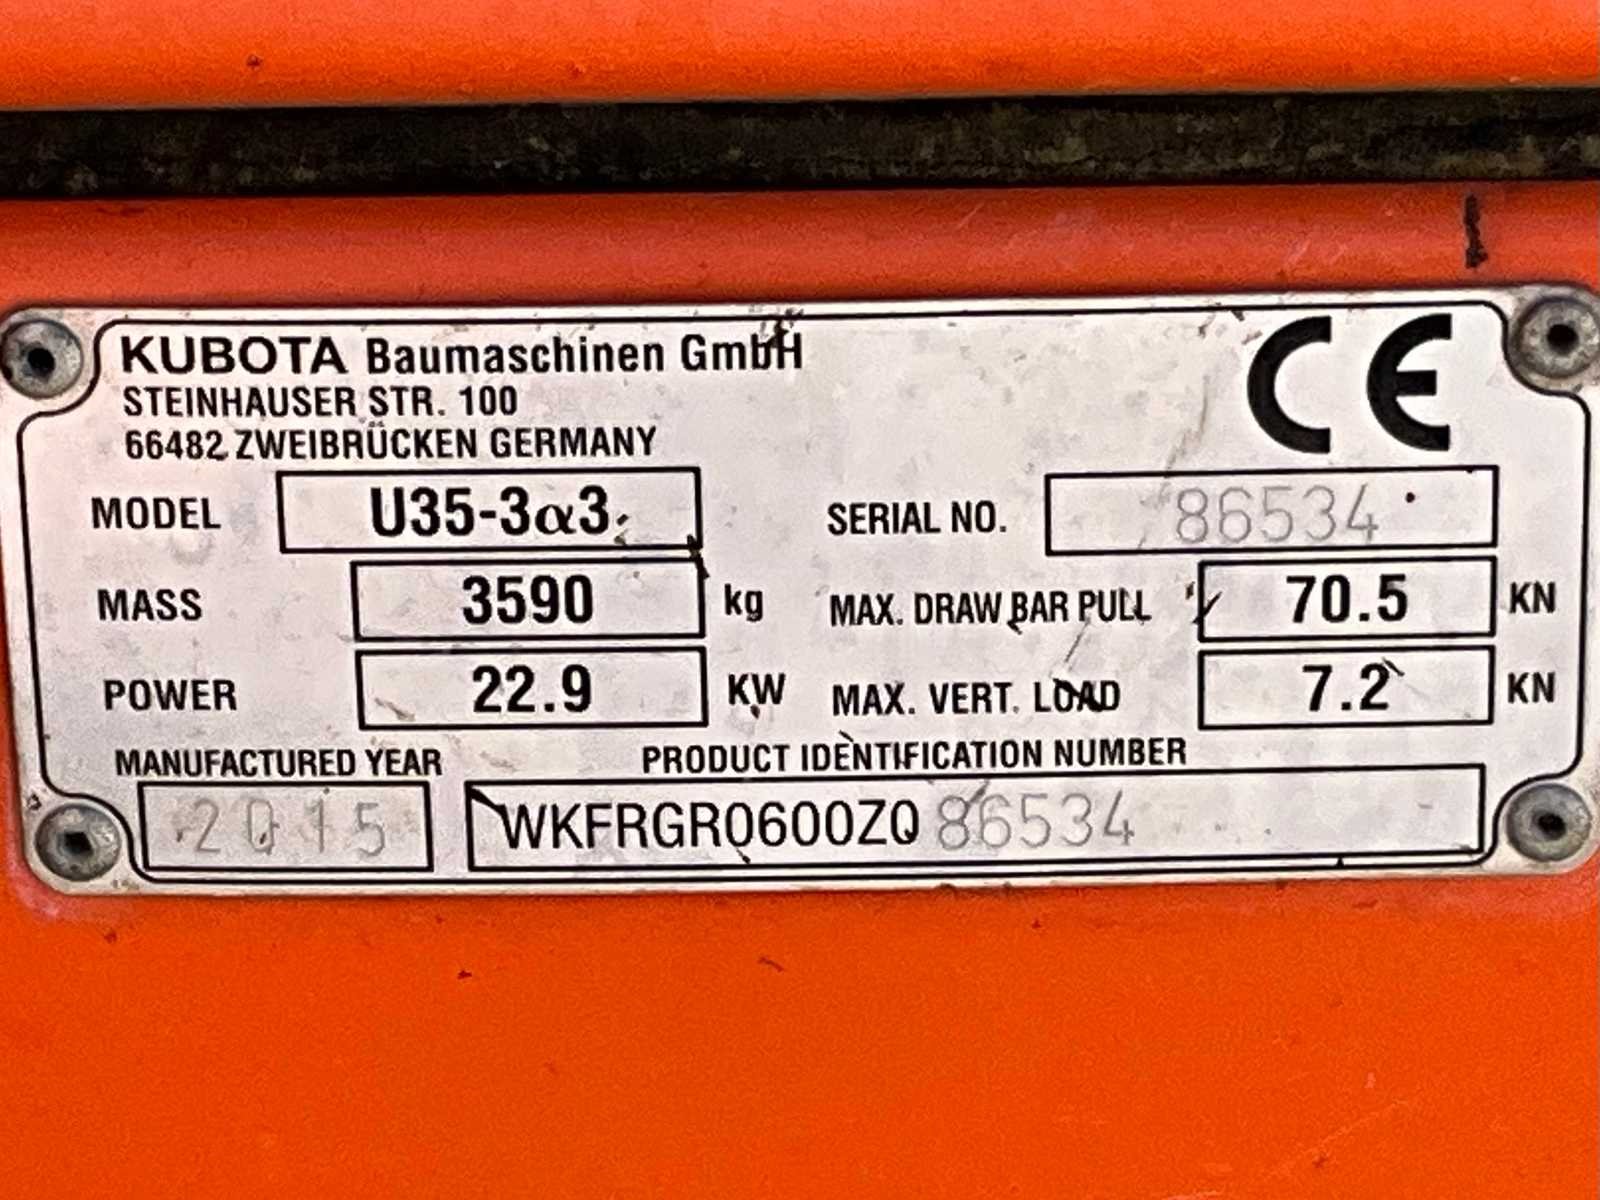 KUBOTA Baumaschinen GmbH
STEINHAUSER STR. 100
66482 ZWEIBRÜCKEN GERMANY
CE
MODEL U35-3α3 SERIAL NO. 86534
MASS 3590 kg MAX. DRAW BAR PULL 70.5 KN
POWER 22.9 KW MAX. VERT. LOAD 7.2 KN
MANUFACTURED YEAR PRODUCT IDENTIFICATION NUMBER
2015 WKFRGR0600Z086534